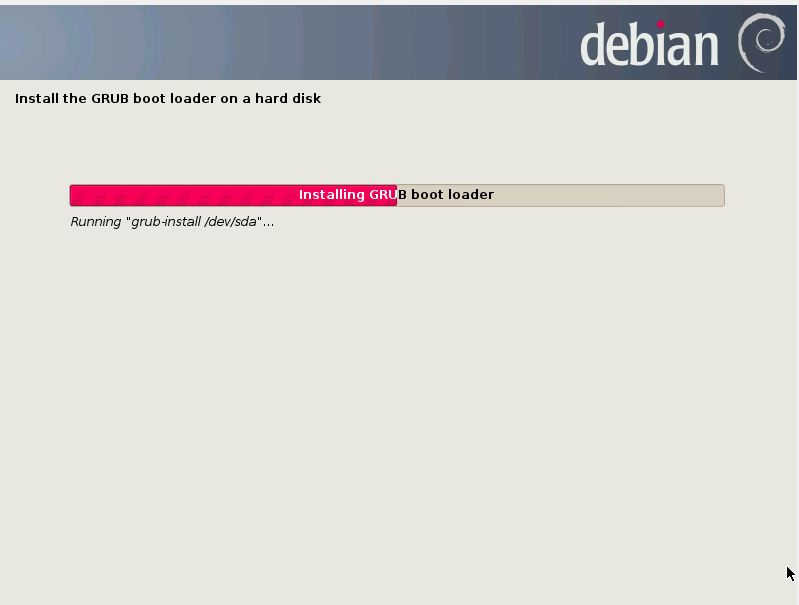 debian
Install the GRUB boot loader on a hard disk
Installing GRUB boot loader
Running "grub-install /dev/sda"...